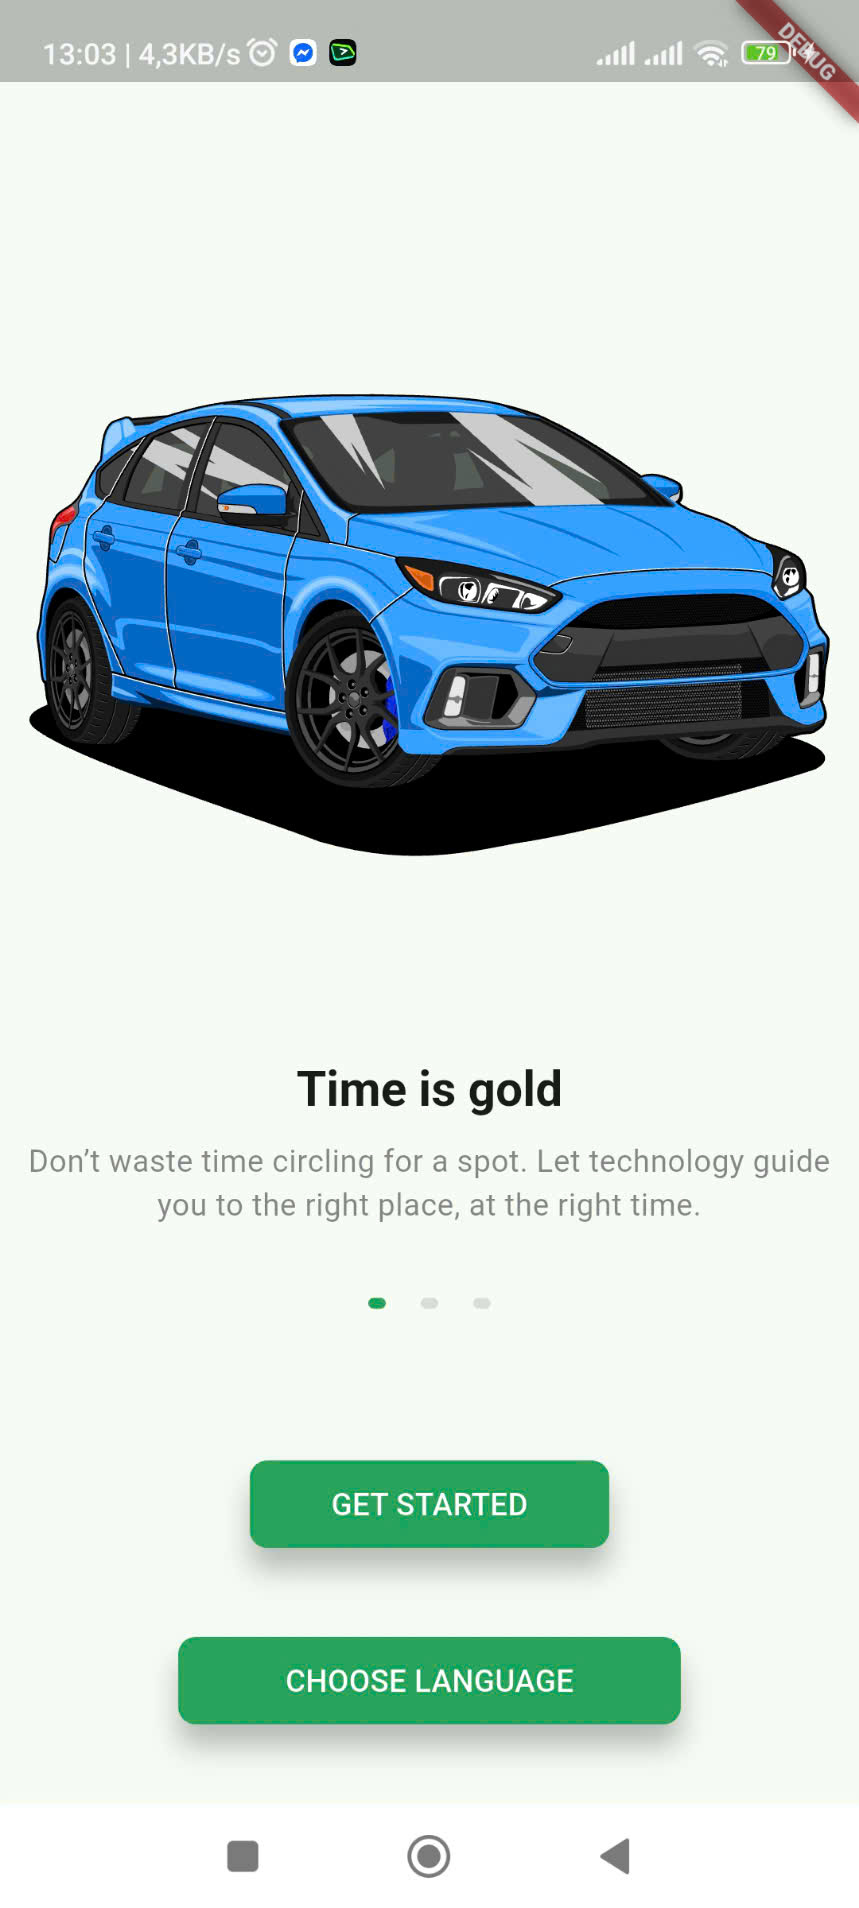 13:03 | 4,3KB/s
79
DEBUG
Time is gold
Don’t waste time circling for a spot. Let technology guide
you to the right place, at the right time.
GET STARTED
CHOOSE LANGUAGE